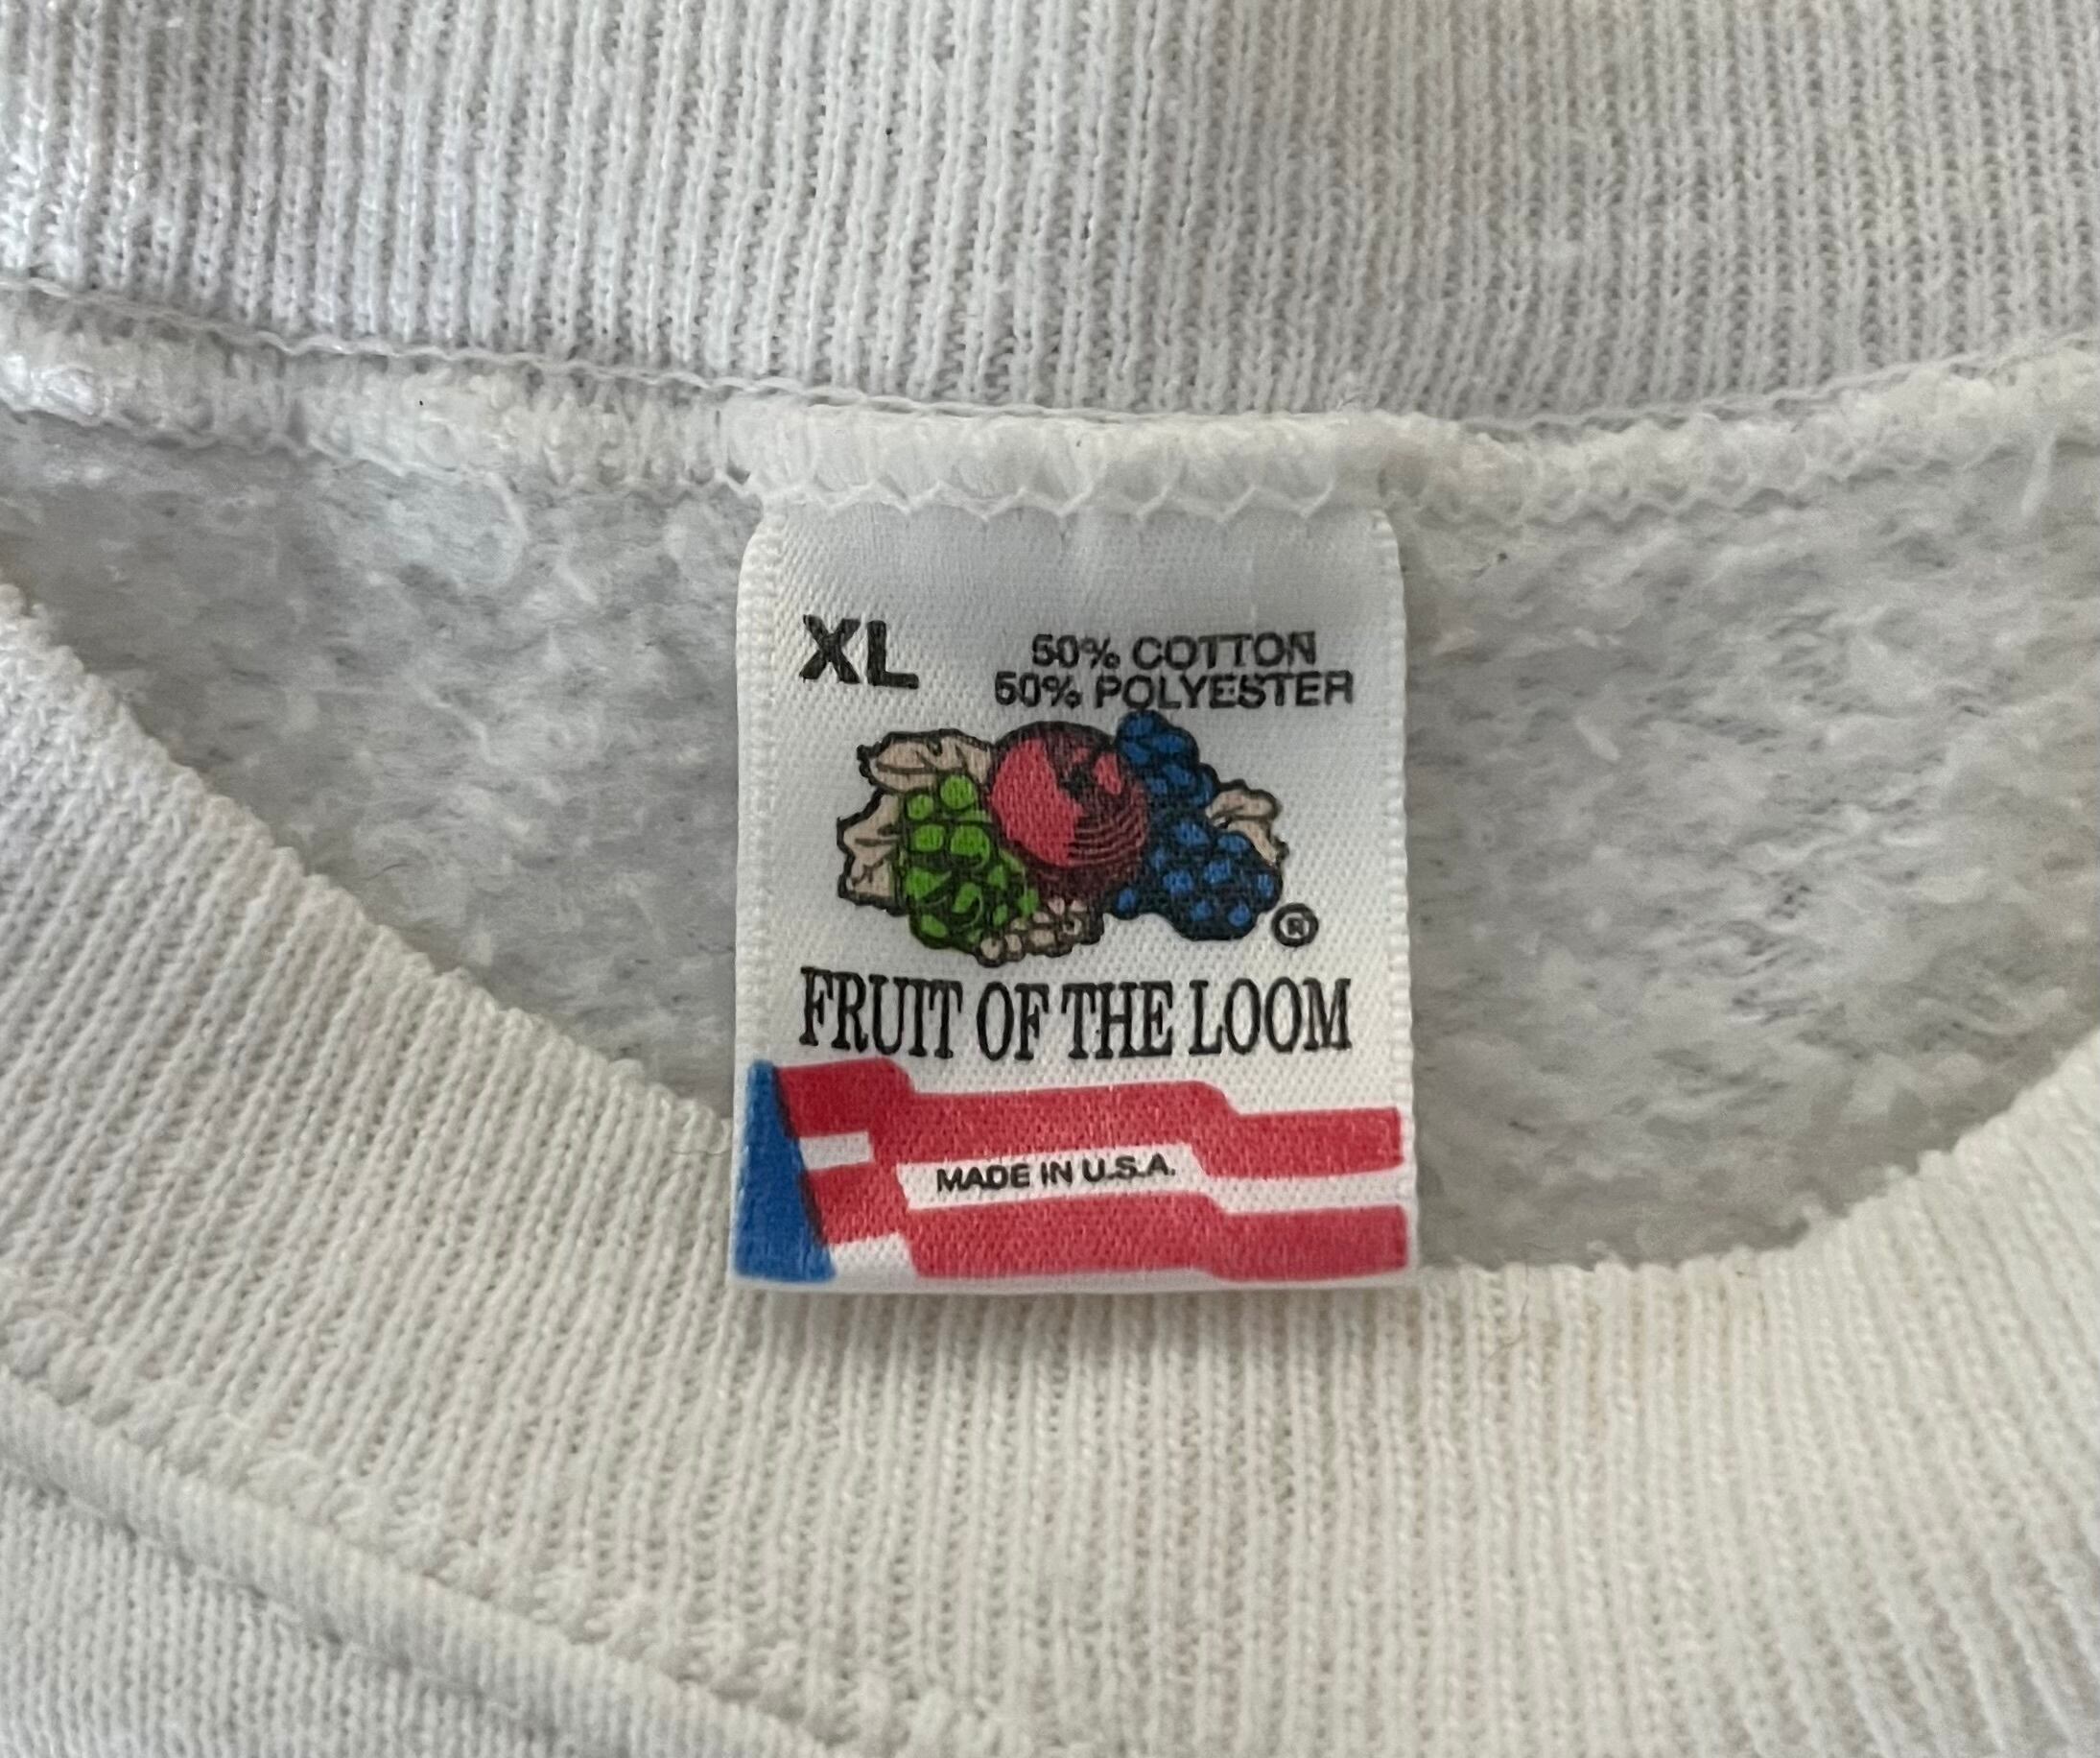 XL
50% COTTON
50% POLYESTER
®
FRUIT OF THE LOOM
MADE IN U.S.A.